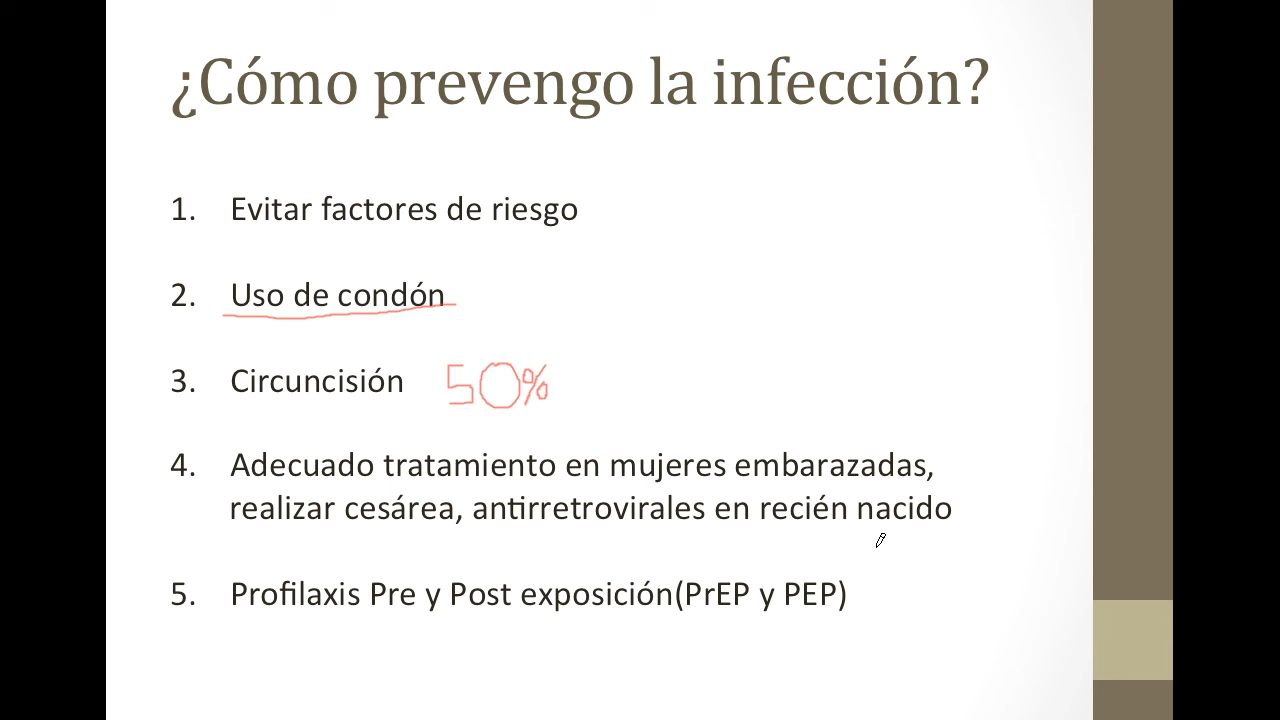 ¿Cómo prevengo la infección?
1. Evitar factores de riesgo
2. Uso de condón
3. Circuncisión 50%
4. Adecuado tratamiento en mujeres embarazadas,
realizar cesárea, antirretrovirales en recién nacido
5. Profilaxis Pre y Post exposición(PrEP y PEP)